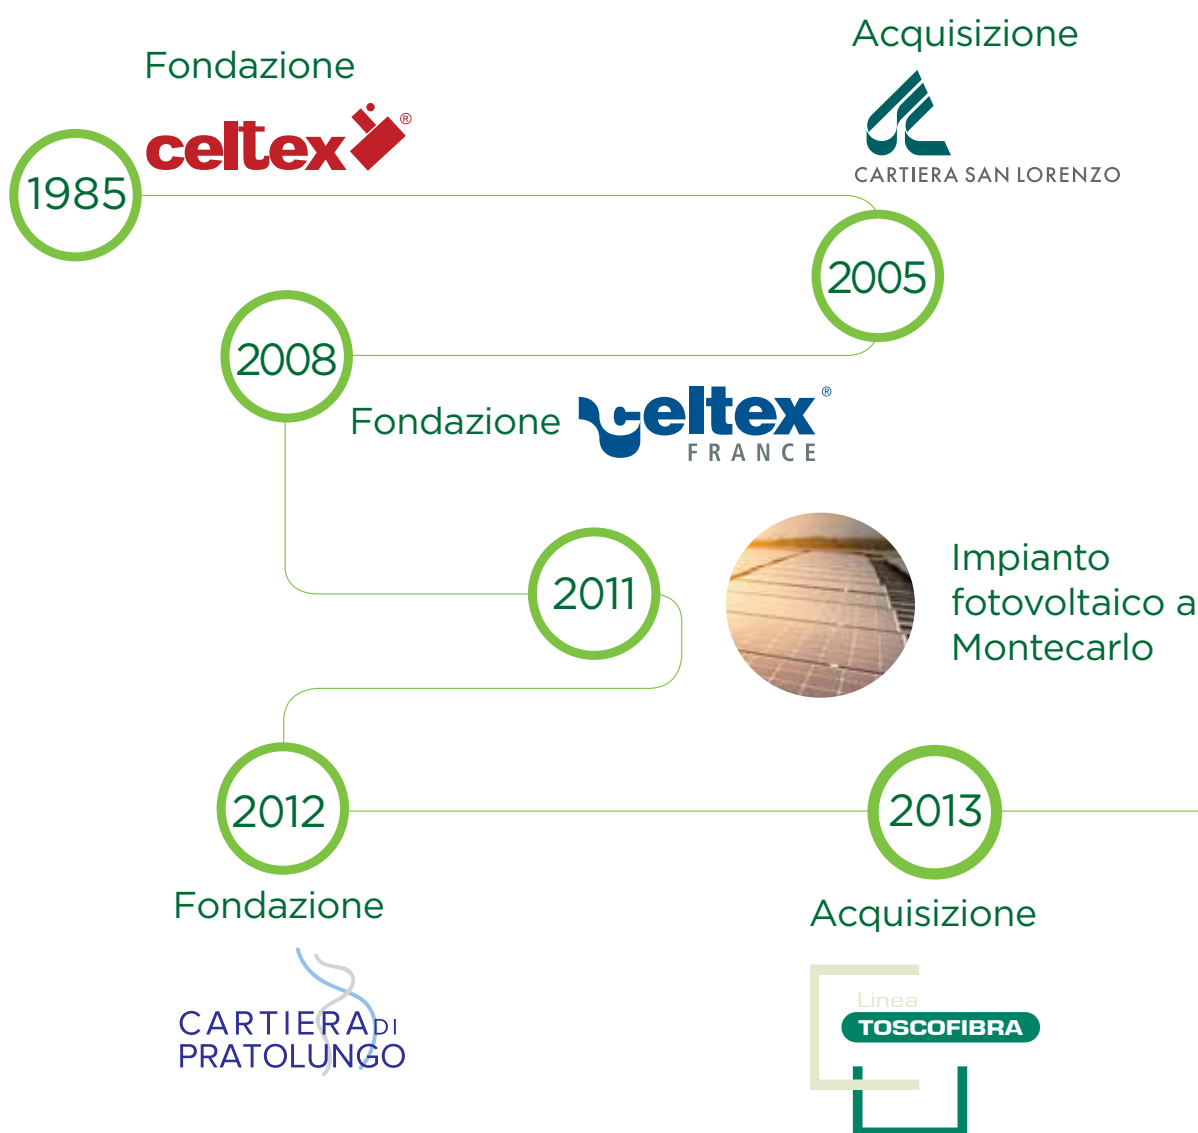 Fondazione
celtex®
1985
Acquisizione
CARTIERA SAN LORENZO
2005
2008
Fondazione
celtex®
FRANCE
2011
Impianto
fotovoltaico a
Montecarlo
2012
Fondazione
CARTIERA DI
PRATOLUNGO
2013
Acquisizione
Linea
TOSCOFIBRA